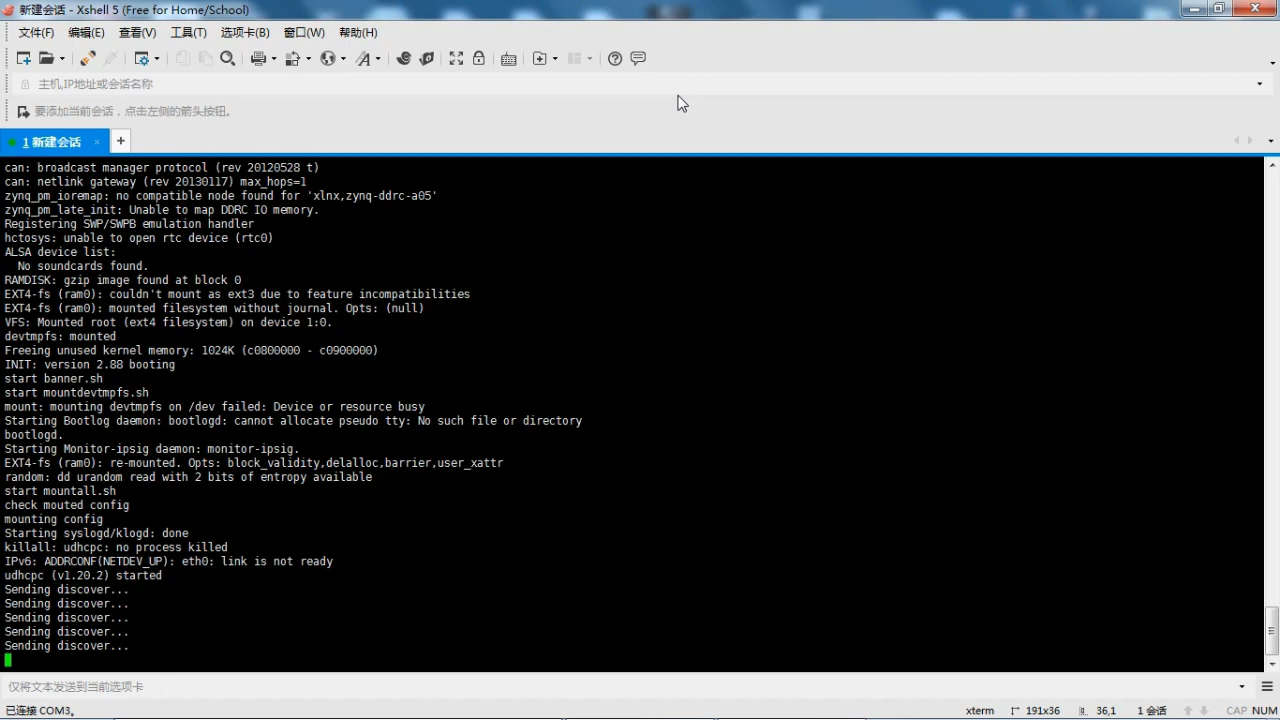 新建会话 - Xshell 5 (Free for Home/School)
文件(F) 编辑(E) 查看(V) 工具(T) 选项卡(B) 窗口(W) 帮助(H)
主机,IP地址或会话名称
要添加当前会话，点击左侧的箭头按钮。
1 新建会话 × +
can: broadcast manager protocol (rev 20120528 t)
can: netlink gateway (rev 20130117) max_hops=1
zynq_pm_ioremap: no compatible node found for 'xlnx,zynq-ddrc-a05'
zynq_pm_late_init: Unable to map DDRC IO memory.
Registering SWP/SWPB emulation handler
hctosys: unable to open rtc device (rtc0)
ALSA device list:
  No soundcards found.
RAMDISK: gzip image found at block 0
EXT4-fs (ram0): couldn't mount as ext3 due to feature incompatibilities
EXT4-fs (ram0): mounted filesystem without journal. Opts: (null)
VFS: Mounted root (ext4 filesystem) on device 1:0.
devtmpfs: mounted
Freeing unused kernel memory: 1024K (c0800000 - c0900000)
INIT: version 2.88 booting
start banner.sh
start mountdevtmpfs.sh
mount: mounting devtmpfs on /dev failed: Device or resource busy
Starting Bootlog daemon: bootlogd: cannot allocate pseudo tty: No such file or directory
bootlogd.
Starting Monitor-ipsig daemon: monitor-ipsig.
EXT4-fs (ram0): re-mounted. Opts: block_validity,delalloc,barrier,user_xattr
random: dd urandom read with 2 bits of entropy available
start mountall.sh
check mouted config
mounting config
Starting syslogd/klogd: done
killall: udhcpc: no process killed
IPv6: ADDRCONF(NETDEV_UP): eth0: link is not ready
udhcpc (v1.20.2) started
Sending discover...
Sending discover...
Sending discover...
Sending discover...
Sending discover...
仅将文本发送到当前选项卡
已连接 COM3。 xterm 191x36 36,1 1 会话 CAP NUM